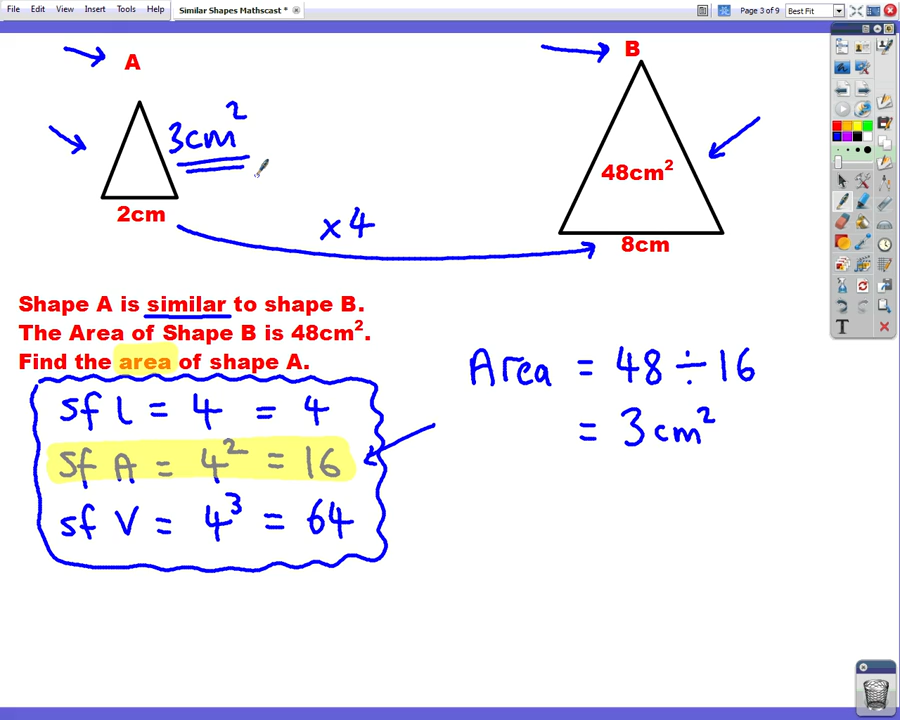 File Edit View Insert Tools Help Similar Shapes Mathscast * Page 3 of 9 Best Fit
A
B
3cm²
48cm²
2cm
x4
8cm
Shape A is similar to shape B.
The Area of Shape B is 48cm².
Find the area of shape A.
sf l = 4 = 4
sf A = 4² = 16
sf V = 4³ = 64
Area = 48 ÷ 16
= 3cm²
T